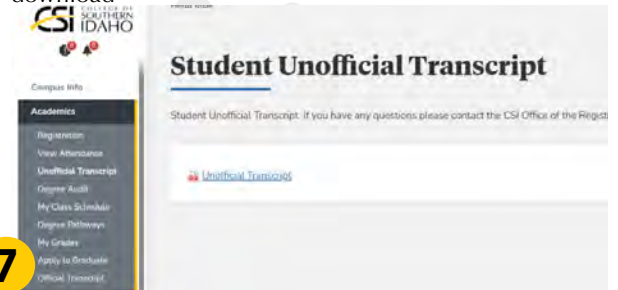 download
COLLEGE OF
CSI SOUTHERN
IDAHO
Campus Info
Academics
Registration
View Attendance
Unofficial Transcript
Degree Audit
My Class Schedule
Degree Pathways
My Grades
Apply to Graduate
Official Transcript
7
Student Unofficial Transcript
Student Unofficial Transcript. If you have any questions please contact the CSI Office of the Regist
Unofficial Transcript